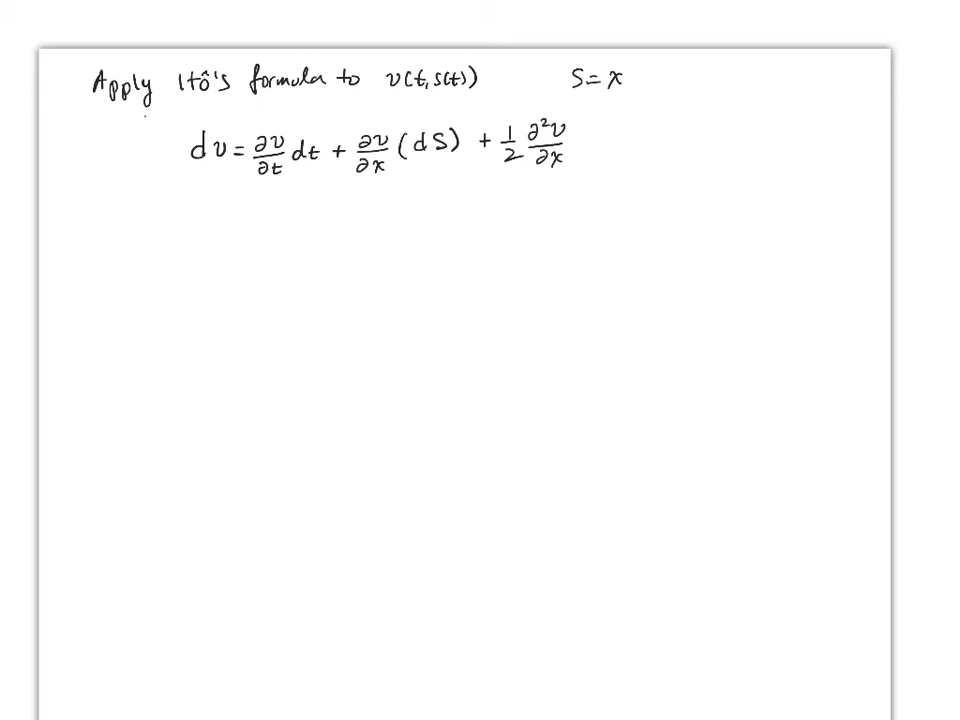 Apply Itô's formula to v(t, S(t)) S = x
dv = ∂v/∂t dt + ∂v/∂x (dS) + 1/2 ∂²v/∂x